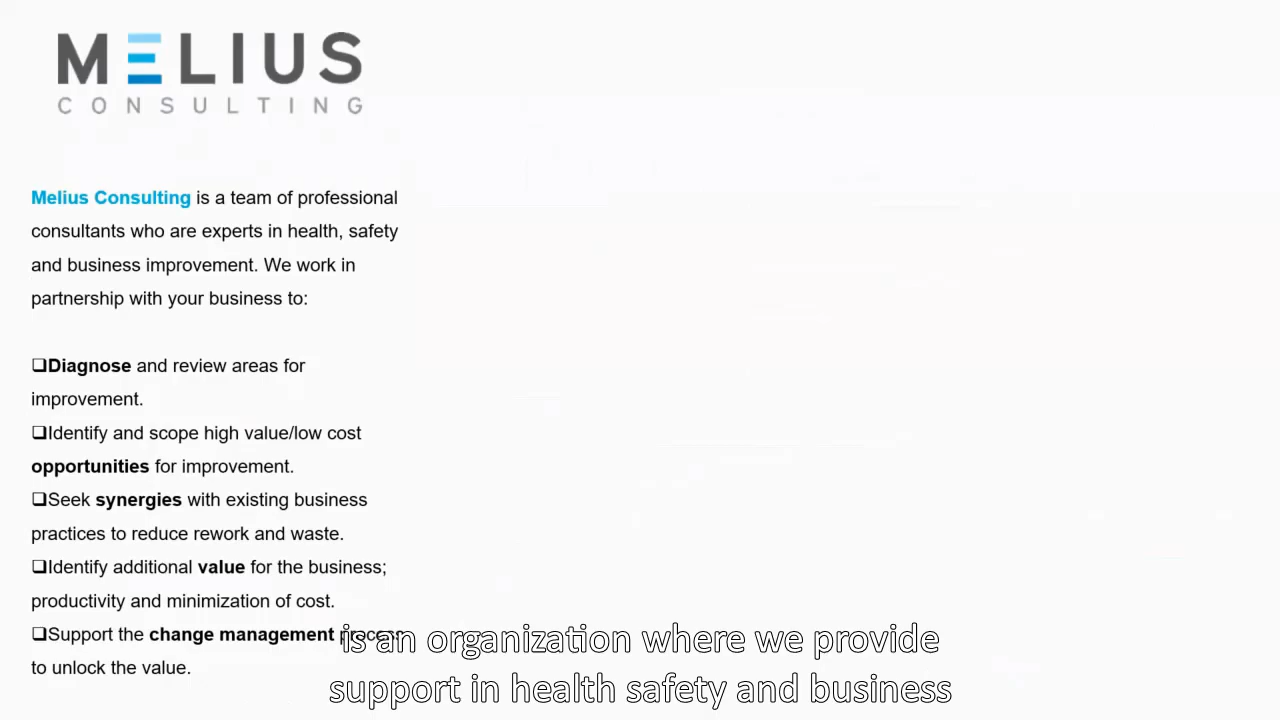 MELIUS
CONSULTING
Melius Consulting is a team of professional
consultants who are experts in health, safety
and business improvement. We work in
partnership with your business to:
❑Diagnose and review areas for
improvement.
❑Identify and scope high value/low cost
opportunities for improvement.
❑Seek synergies with existing business
practices to reduce rework and waste.
❑Identify additional value for the business;
productivity and minimization of cost.
❑Support the change management process
to unlock the value.
is an organization where we provide
support in health safety and business